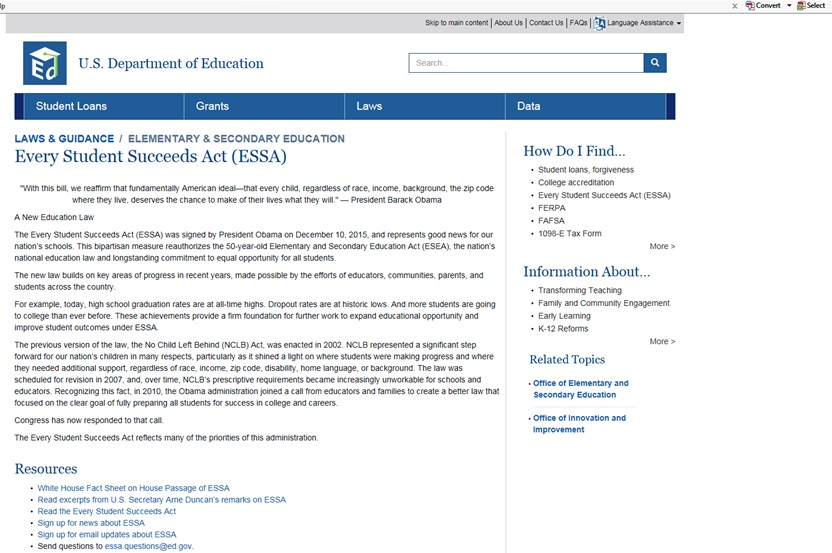 lp
x Convert Select
Skip to main content | About Us | Contact Us | FAQs | Language Assistance
Ed
U.S. Department of Education
Search...
Student Loans
Grants
Laws
Data
LAWS & GUIDANCE / ELEMENTARY & SECONDARY EDUCATION
Every Student Succeeds Act (ESSA)
"With this bill, we reaffirm that fundamentally American ideal—that every child, regardless of race, income, background, the zip code
where they live, deserves the chance to make of their lives what they will." — President Barack Obama
A New Education Law
The Every Student Succeeds Act (ESSA) was signed by President Obama on December 10, 2015, and represents good news for our
nation's schools. This bipartisan measure reauthorizes the 50-year-old Elementary and Secondary Education Act (ESEA), the nation's
national education law and longstanding commitment to equal opportunity for all students.
The new law builds on key areas of progress in recent years, made possible by the efforts of educators, communities, parents, and
students across the country.
For example, today, high school graduation rates are at all-time highs. Dropout rates are at historic lows. And more students are going
to college than ever before. These achievements provide a firm foundation for further work to expand educational opportunity and
improve student outcomes under ESSA.
The previous version of the law, the No Child Left Behind (NCLB) Act, was enacted in 2002. NCLB represented a significant step
forward for our nation's children in many respects, particularly as it shined a light on where students were making progress and where
they needed additional support, regardless of race, income, zip code, disability, home language, or background. The law was
scheduled for revision in 2007, and, over time, NCLB's prescriptive requirements became increasingly unworkable for schools and
educators. Recognizing this fact, in 2010, the Obama administration joined a call from educators and families to create a better law that
focused on the clear goal of fully preparing all students for success in college and careers.
Congress has now responded to that call.
The Every Student Succeeds Act reflects many of the priorities of this administration.
Resources
• White House Fact Sheet on House Passage of ESSA
• Read excerpts from U.S. Secretary Arne Duncan's remarks on ESSA
• Read the Every Student Succeeds Act
• Sign up for news about ESSA
• Sign up for email updates about ESSA
• Send questions to essa.questions@ed.gov.
How Do I Find...
• Student loans, forgiveness
• College accreditation
• Every Student Succeeds Act (ESSA)
• FERPA
• FAFSA
• 1098-E Tax Form
More >
Information About...
• Transforming Teaching
• Family and Community Engagement
• Early Learning
• K-12 Reforms
More >
Related Topics
• Office of Elementary and
Secondary Education
• Office of Innovation and
Improvement